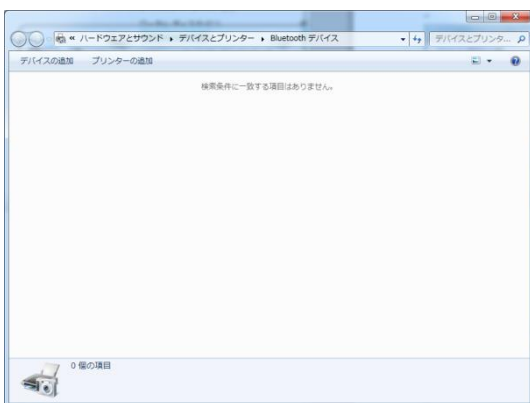 « ハードウェアとサウンド ▸ デバイスとプリンター ▸ Bluetooth デバイス
デバイスとプリンタ...
デバイスの追加 プリンターの追加
検索条件に一致する項目はありません。
0 個の項目